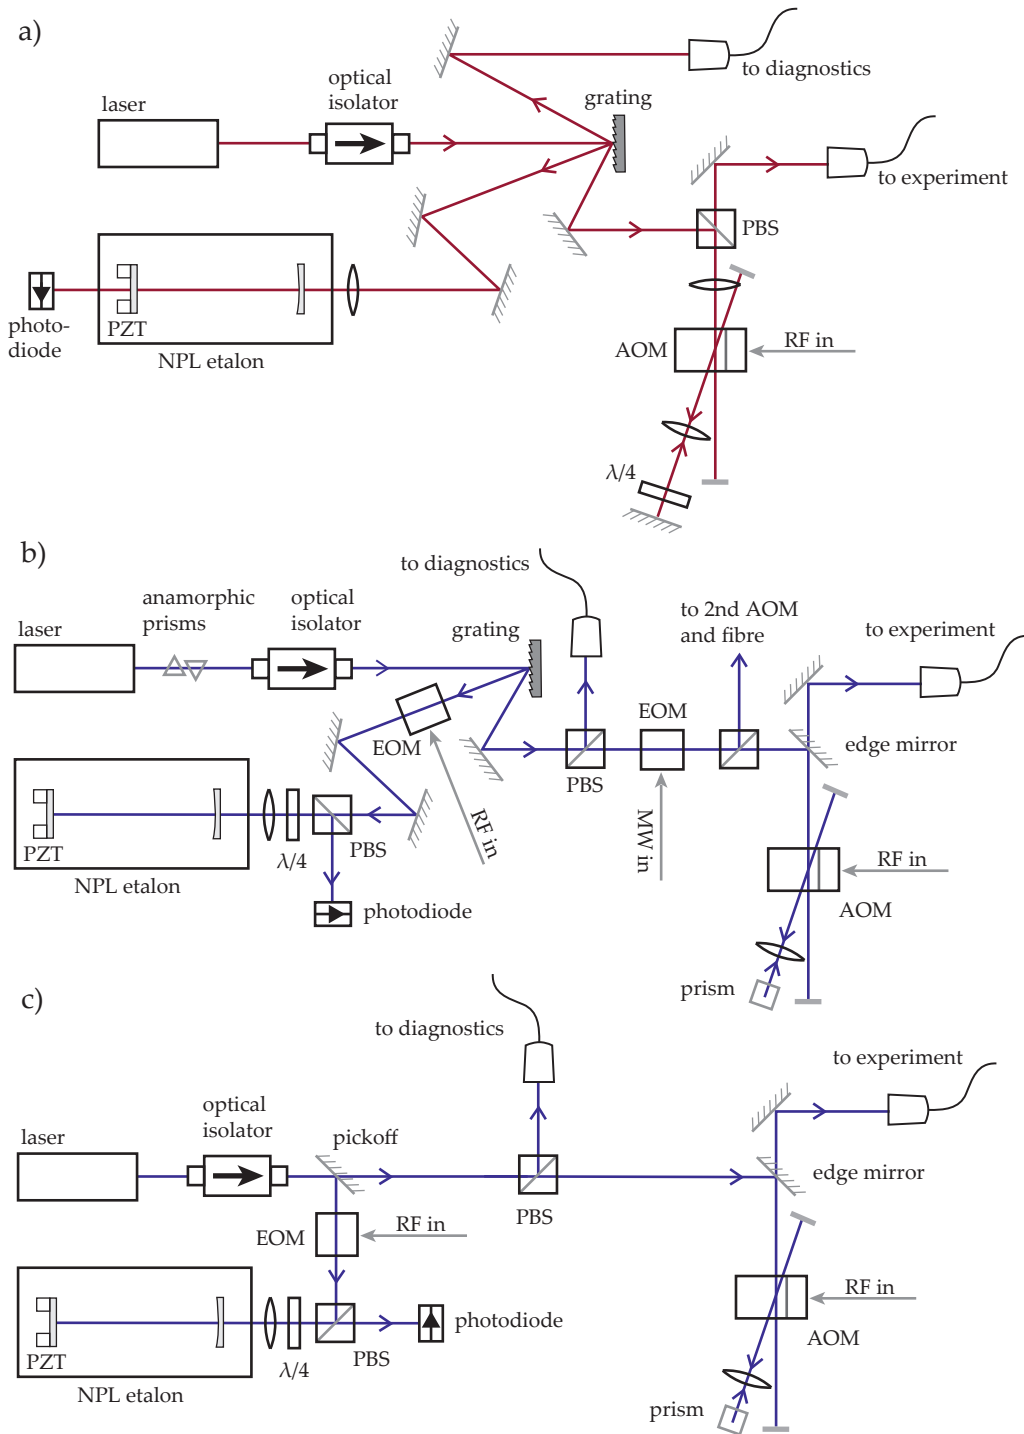 a)
to diagnostics
optical
isolator
grating
laser
to experiment
PBS
PZT
photo-
diode
NPL etalon
AOM
RF in
λ/4
b)
to diagnostics
anamorphic
prisms
optical
isolator
to 2nd AOM
and fibre
laser
grating
to experiment
EOM
EOM
edge mirror
PBS
RF in
MW in
PZT
λ/4
PBS
NPL etalon
RF in
photodiode
AOM
prism
c)
to diagnostics
to experiment
optical
isolator
laser
pickoff
edge mirror
PBS
EOM
RF in
RF in
photodiode
AOM
PZT
λ/4
PBS
NPL etalon
prism